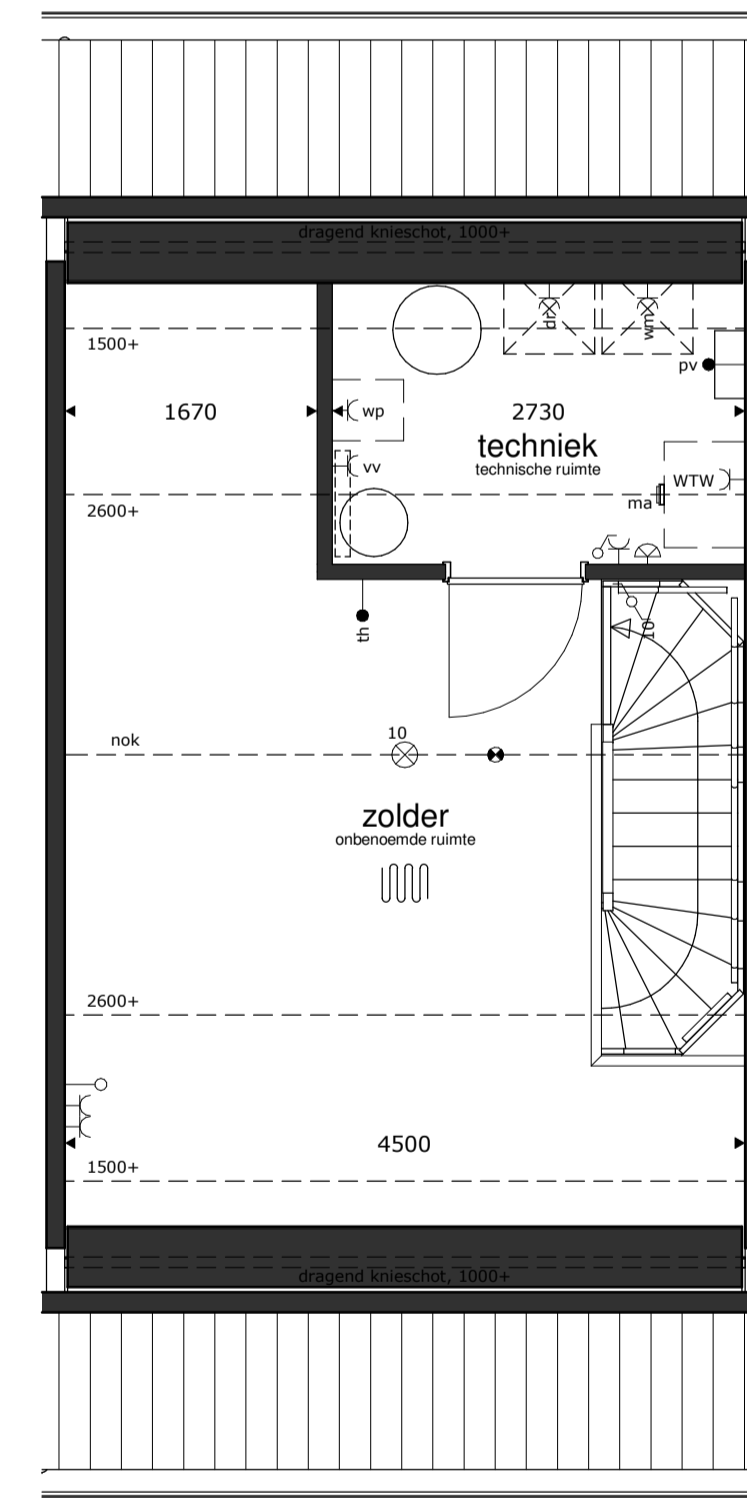 dragend knieschot, 1000+
dr
wm
1500+
pv
1670
wp
2730
techniek
technische ruimte
vv
WTW
2600+
ma
th
10
nok
10
zolder
onbenoemde ruimte
2600+
4500
1500+
dragend knieschot, 1000+